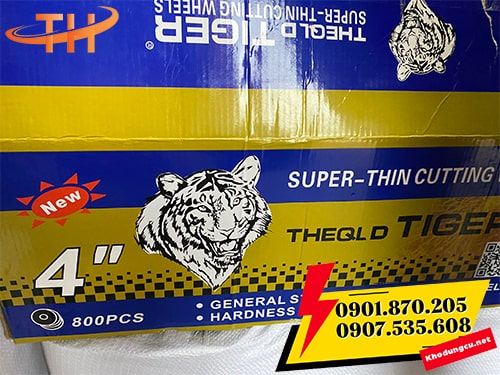 TH
THEQLD TIGER®
SUPER-THIN CUTTING WHEELS
New
SUPER-THIN CUTTING
THEQLD TIGER
4"
800PCS
• GENERAL
• HARDNESS
0901.870.205
0907.535.608
Khodungcu.net